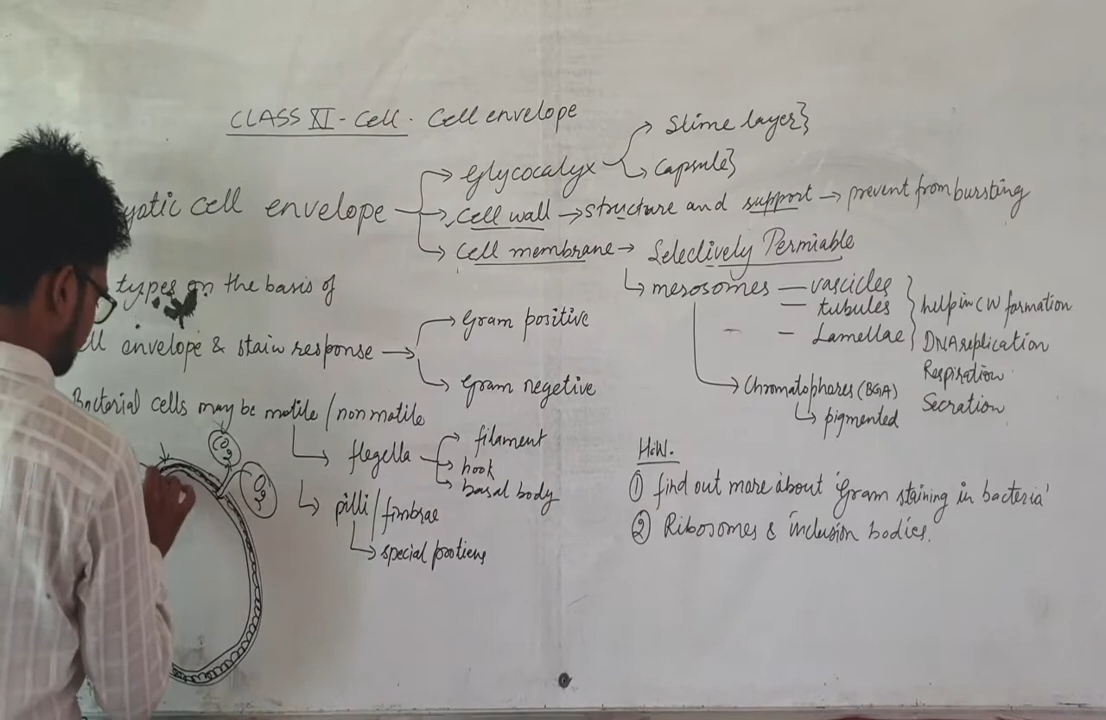 CLASS XI - Cell. Cell envelope
Slime layer}
Glycocalyx
Capsule}
yotic cell envelope
Cell wall → structure and support → prevent from bursting
Cell membrane → Selectively Permiable
types on the basis of
mesosomes — vascicles
tubules
Lamellae
help in CW formation
DNA replication
Respiration
Secration
ll envelope & stain response →
Gram positive
Gram negetive
Chromatophares (BGA)
pigmented
Bacterial cells may be motile / non motile
flegella
filament
hook
basal body
pilli / fimbrae
special protiens
H.W.
① find out more about 'Gram staining in bacteria'
② Ribosomes & inclusion bodies.